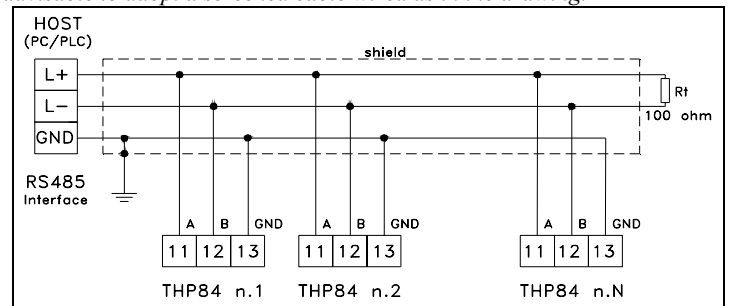 HOST
(PC/PLC)
shield
L+
L-
GND
Rt
100 ohm
RS485
Interface
A B GND
11 12 13
THP84 n.1
A B GND
11 12 13
THP84 n.2
A B GND
11 12 13
THP84 n.N